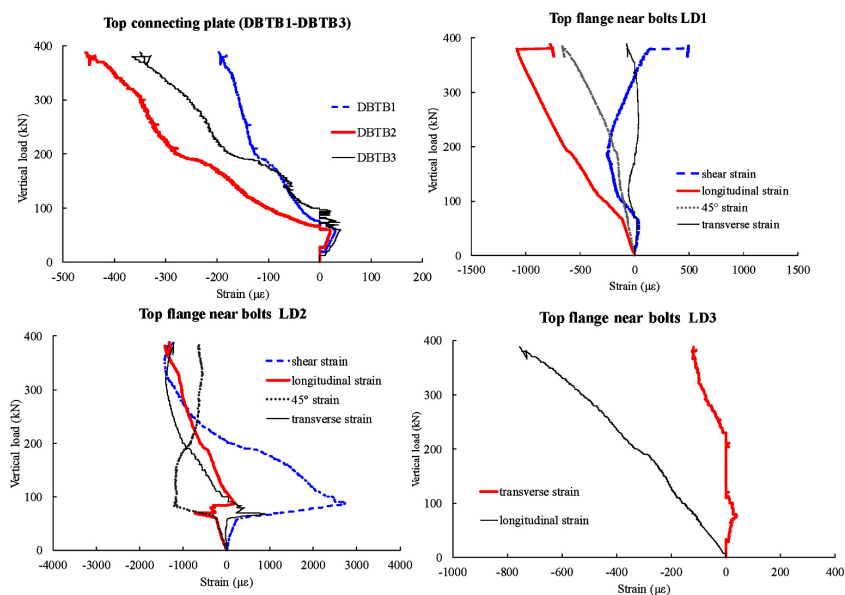 Top connecting plate (DBTB1-DBTB3)
Vertical load (kN)
400
300
200
100
0
DBTB1
DBTB2
DBTB3
-500 -400 -300 -200 -100 0 100 200
Strain (με)
Top flange near bolts LD1
Vertical load (kN)
400
300
200
100
0
shear strain
longitudinal strain
45° strain
transverse strain
-1500 -1000 -500 0 500 1000 1500
Strain (με)
Top flange near bolts LD2
Vertical load (kN)
400
300
200
100
0
shear strain
longitudinal strain
45° strain
transverse strain
-4000 -3000 -2000 -1000 0 1000 2000 3000 4000
Strain (με)
Top flange near bolts LD3
Vertical load (kN)
400
300
200
100
0
transverse strain
longitudinal strain
-1000 -800 -600 -400 -200 0 200 400
Strain (με)